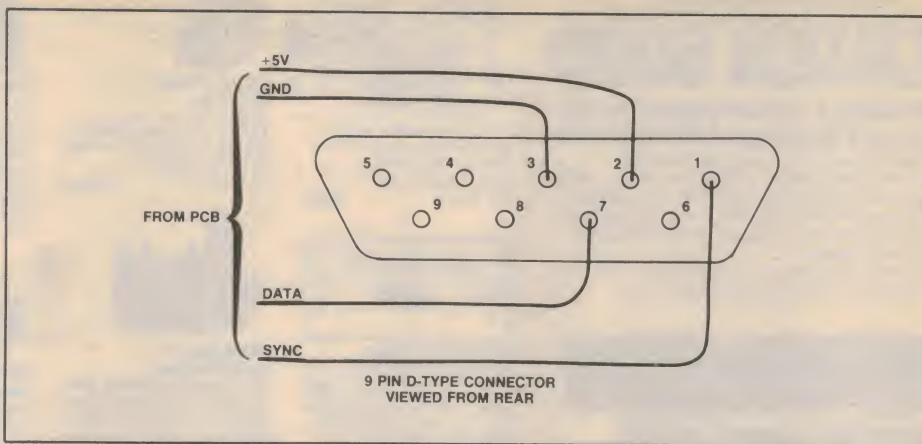 +5V
GND
5 4 3 2 1
FROM PCB
9 8 7 6
DATA
SYNC
9 PIN D-TYPE CONNECTOR
VIEWED FROM REAR